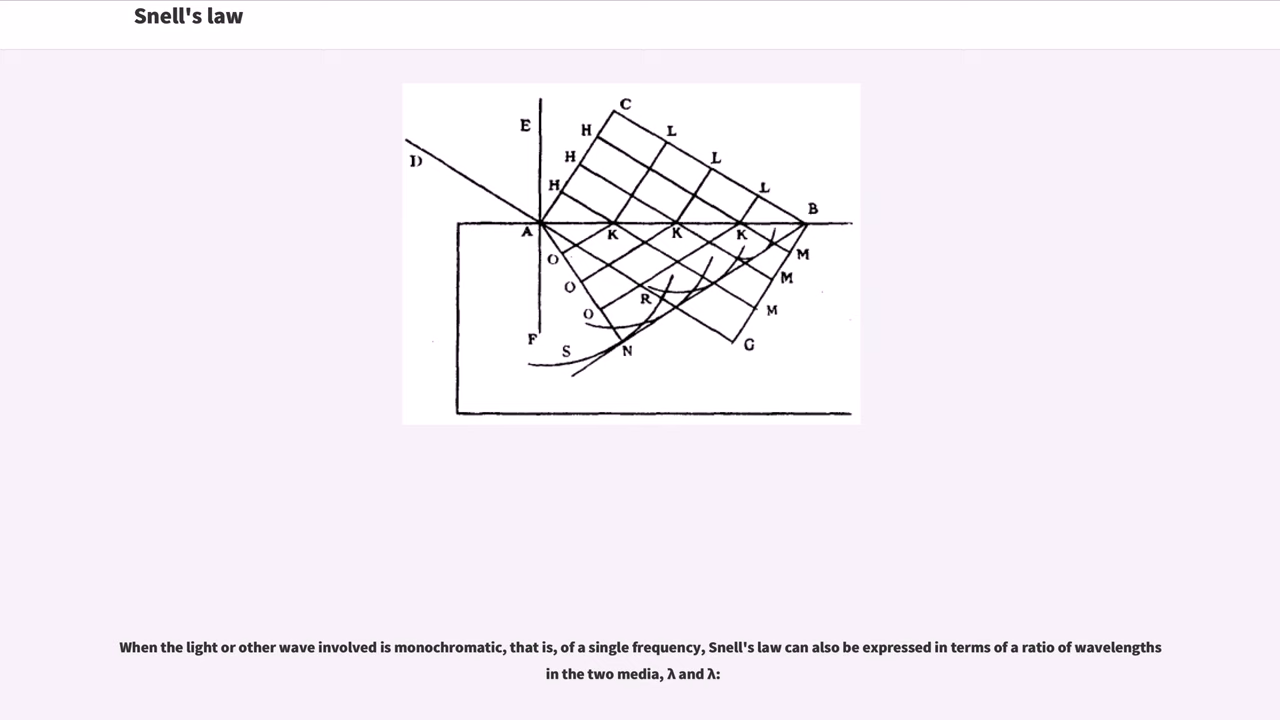 Snell's law
C
E
H
L
D
H
L
H
L
B
A
K
K
K
O
M
O
M
R
O
M
F
S
N
G
When the light or other wave involved is monochromatic, that is, of a single frequency, Snell's law can also be expressed in terms of a ratio of wavelengths
in the two media, λ and λ: